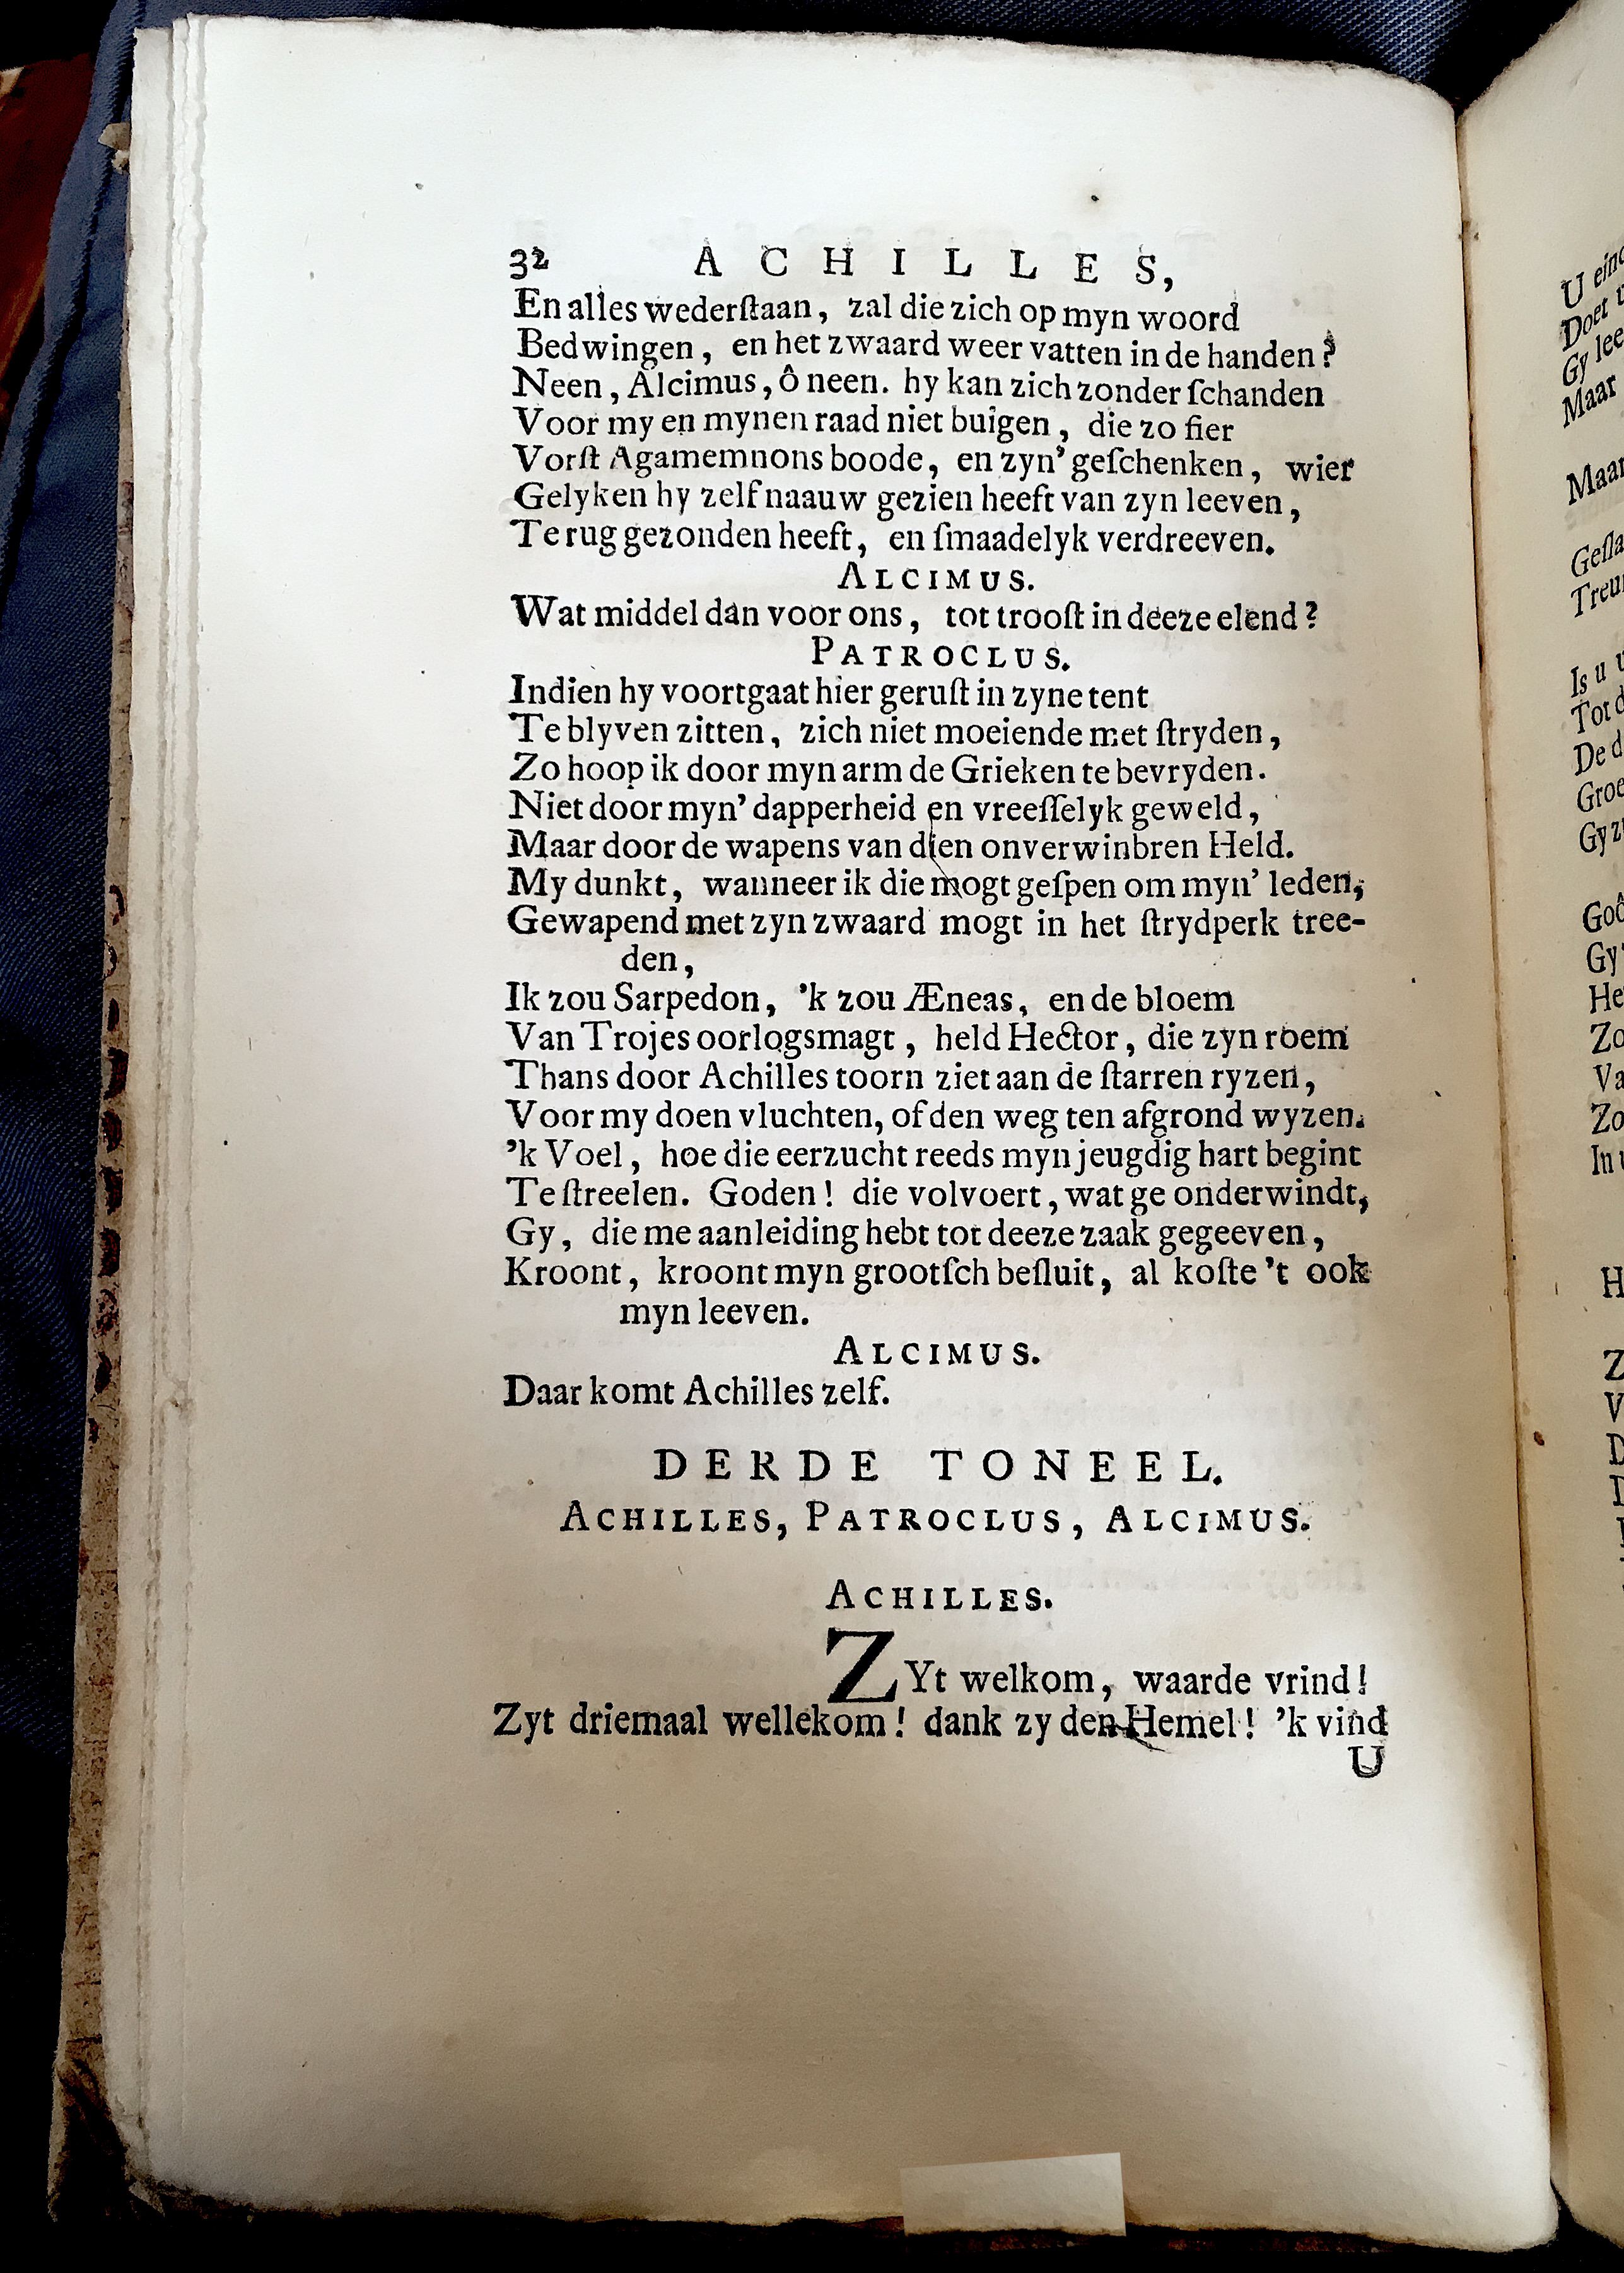 32 ACHILLES,
En alles wederſtaan, zal die zich op myn woord
Bedwingen, en het zwaard weer vatten in de handen?
Neen, Alcimus, ô neen. hy kan zich zonder ſchanden
Voor my en mynen raad niet buigen, die zo fier
Vorſt Agamemnons boode, en zyn' geſchenken, wier
Gelyken hy zelf naauw gezien heeft van zyn leeven,
Te rug gezonden heeft, en ſmaadelyk verdreeven.
ALCIMUS.
Wat middel dan voor ons, tot trooſt in deeze elend?
PATROCLUS.
Indien hy voortgaat hier geruſt in zyne tent
Te blyven zitten, zich niet moeiende met ſtryden,
Zo hoop ik door myn arm de Grieken te bevryden.
Niet door myn' dapperheid en vreeſſelyk geweld,
Maar door de wapens van dien onverwinbren Held.
My dunkt, wanneer ik die mogt geſpen om myn' leden,
Gewapend met zyn zwaard mogt in het ſtrydperk tree-
den,
Ik zou Sarpedon, 'k zou Æneas, en de bloem
Van Trojes oorlogsmagt, held Hector, die zyn roem
Thans door Achilles toorn ziet aan de ſtarren ryzen,
Voor my doen vluchten, of den weg ten afgrond wyzen.
'k Voel, hoe die eerzucht reeds myn jeugdig hart begint
Te ſtreelen. Goden! die volvoert, wat ge onderwindt,
Gy, die me aanleiding hebt tot deeze zaak gegeeven,
Kroont, kroont myn grootſch beſluit, al koſte 't ook
myn leeven.
ALCIMUS.
Daar komt Achilles zelf.
DERDE TONEEL.
ACHILLES, PATROCLUS, ALCIMUS.
ACHILLES.
ZYt welkom, waarde vrind!
Zyt driemaal wellekom! dank zy den Hemel! 'k vind
U
U
Doet
Gy
Maar
Is u
Gy